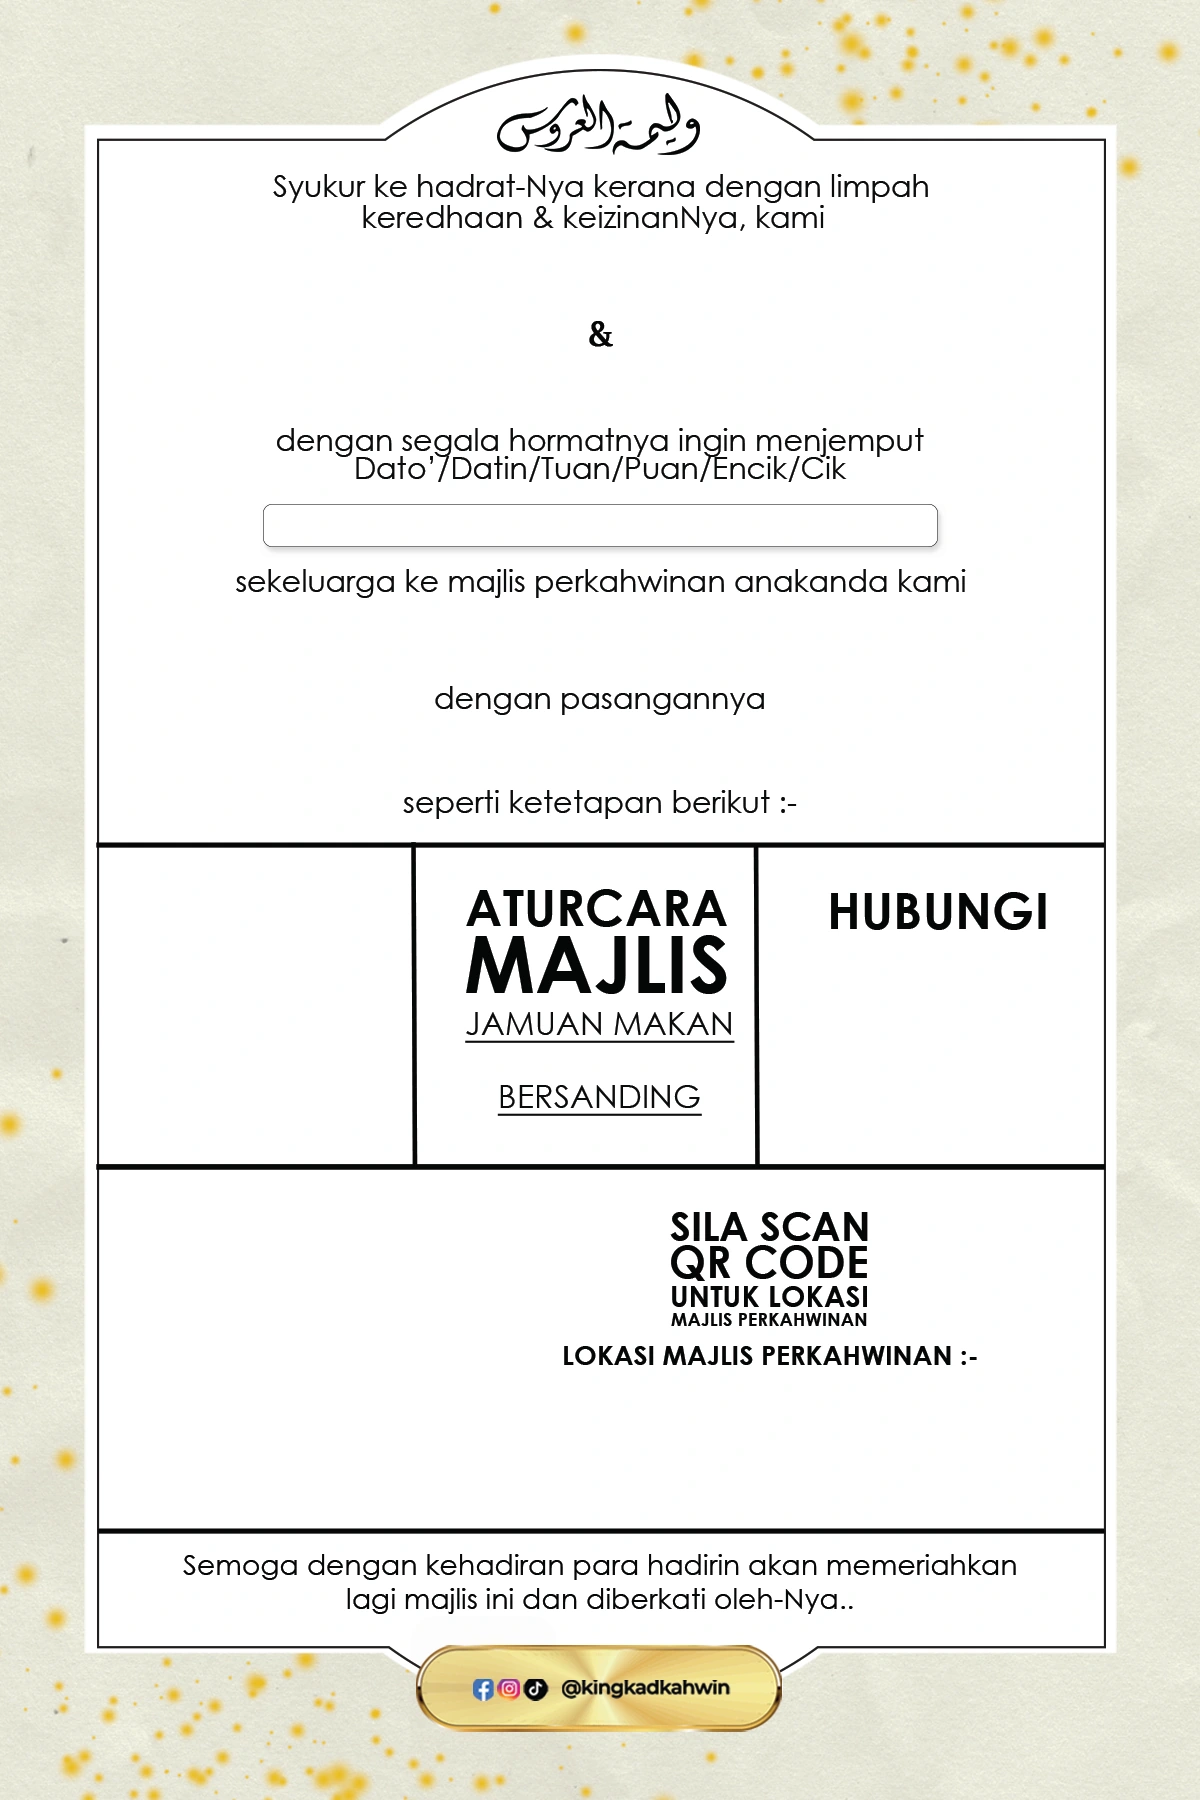 وليمة العروس
Syukur ke hadrat-Nya kerana dengan limpah
keredhaan & keizinanNya, kami
&
dengan segala hormatnya ingin menjemput
Dato’/Datin/Tuan/Puan/Encik/Cik
sekeluarga ke majlis perkahwinan anakanda kami
dengan pasangannya
seperti ketetapan berikut :-
ATURCARA
MAJLIS
JAMUAN MAKAN
BERSANDING
HUBUNGI
SILA SCAN
QR CODE
UNTUK LOKASI
MAJLIS PERKAHWINAN
LOKASI MAJLIS PERKAHWINAN :-
Semoga dengan kehadiran para hadirin akan memeriahkan
lagi majlis ini dan diberkati oleh-Nya..
@kingkadkahwin